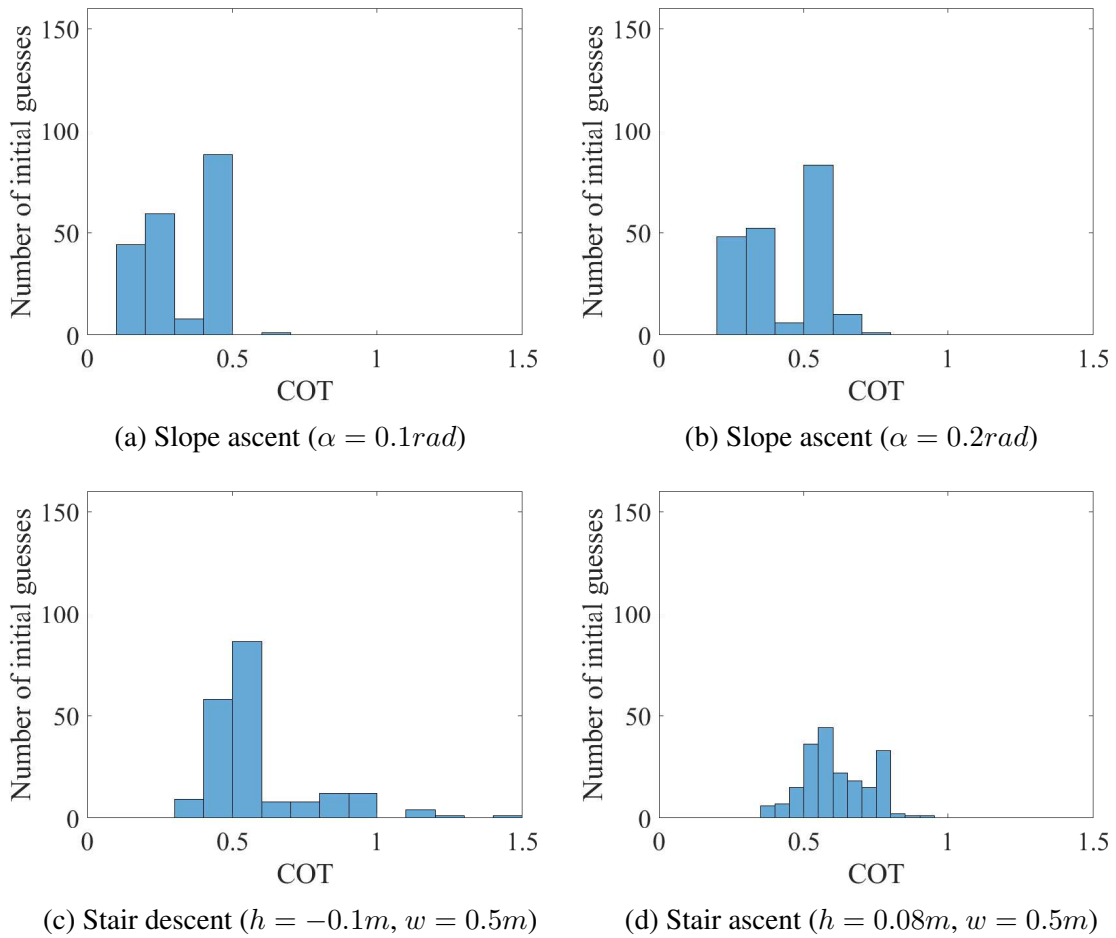 150
100
50
0
Number of initial guesses
0 0.5 1 1.5
COT
(a) Slope ascent (α = 0.1rad)
150
100
50
0
Number of initial guesses
0 0.5 1 1.5
COT
(b) Slope ascent (α = 0.2rad)
150
100
50
0
Number of initial guesses
0 0.5 1 1.5
COT
(c) Stair descent (h = −0.1m, w = 0.5m)
150
100
50
0
Number of initial guesses
0 0.5 1 1.5
COT
(d) Stair ascent (h = 0.08m, w = 0.5m)